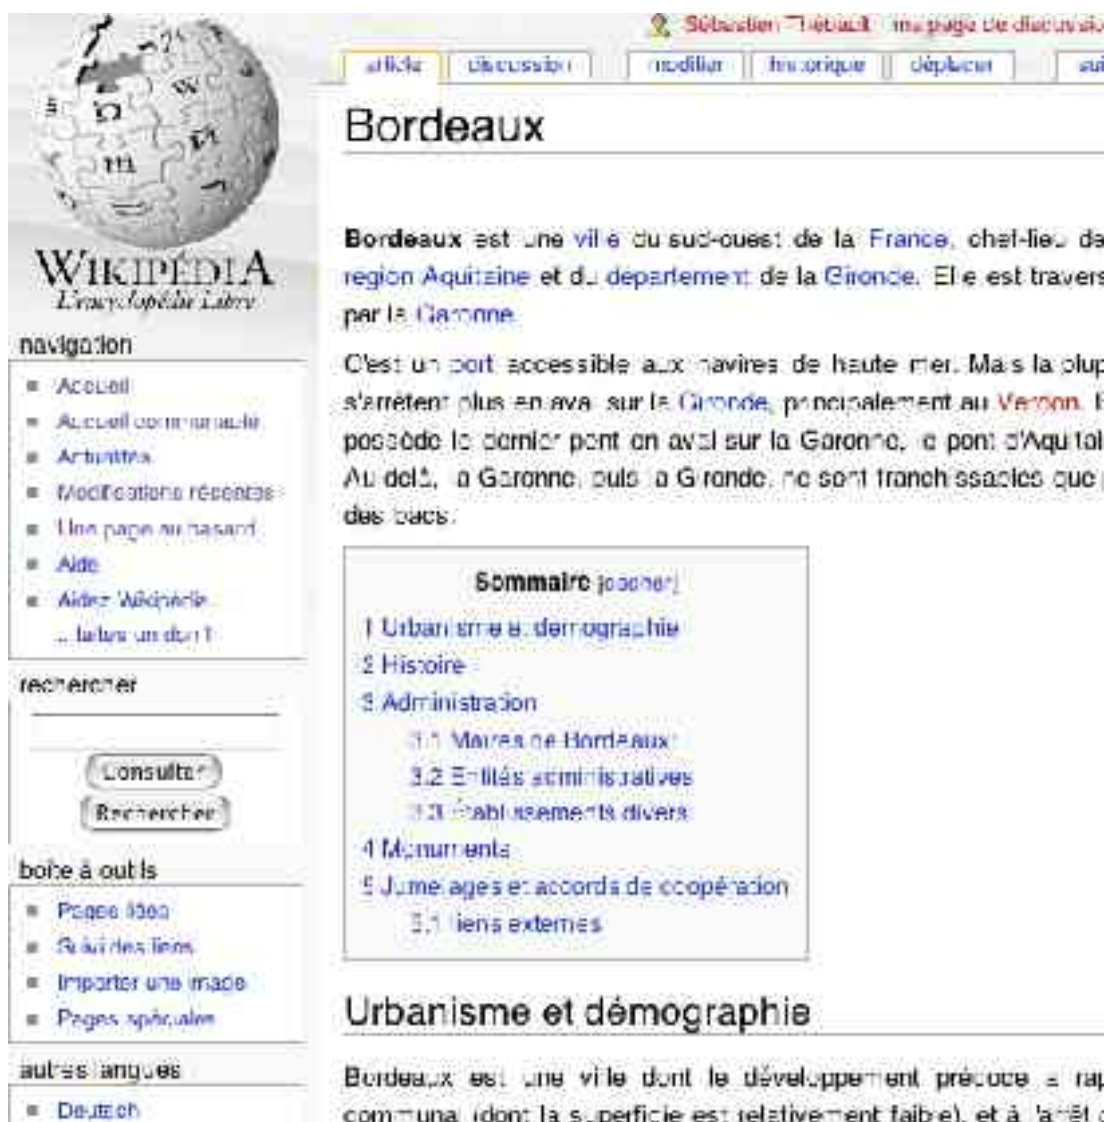 Sébastien Thébault ma page de discussion
article discussion modifier historique déplacer
WIKIPÉDIA
L'encyclopédie Libre
navigation
Accueil
Accueil communauté
Actualités
Modifications récentes
Une page au hasard
Aide
Aidez Wikipédia
... faites un don !
rechercher
Consulter
Rechercher
boîte à outils
Pages liées
Suivi des liens
Importer une image
Pages spéciales
autres langues
Deutsch
Bordeaux
Bordeaux est une ville du sud-ouest de la France, chef-lieu de
région Aquitaine et du département de la Gironde. Elle est travers
par la Garonne.
C'est un port accessible aux navires de haute mer. Mais la plup
s'arrêtent plus en aval sur la Gironde, principalement au Verdon.
possède le dernier pont en aval sur la Garonne, le pont d'Aquitai
Au delà, la Garonne, puis la Gironde, ne sont franchissables que
des bacs.
Sommaire [cacher]
1 Urbanisme et démographie
2 Histoire
3 Administration
3.1 Maires de Bordeaux
3.2 Entités administratives
3.3 Établissements divers
4 Monuments
5 Jumelages et accords de coopération
5.1 liens externes
Urbanisme et démographie
Bordeaux est une ville dont le développement précoce a rap
communal (dont la superficie est relativement faible), et à l'arrêt